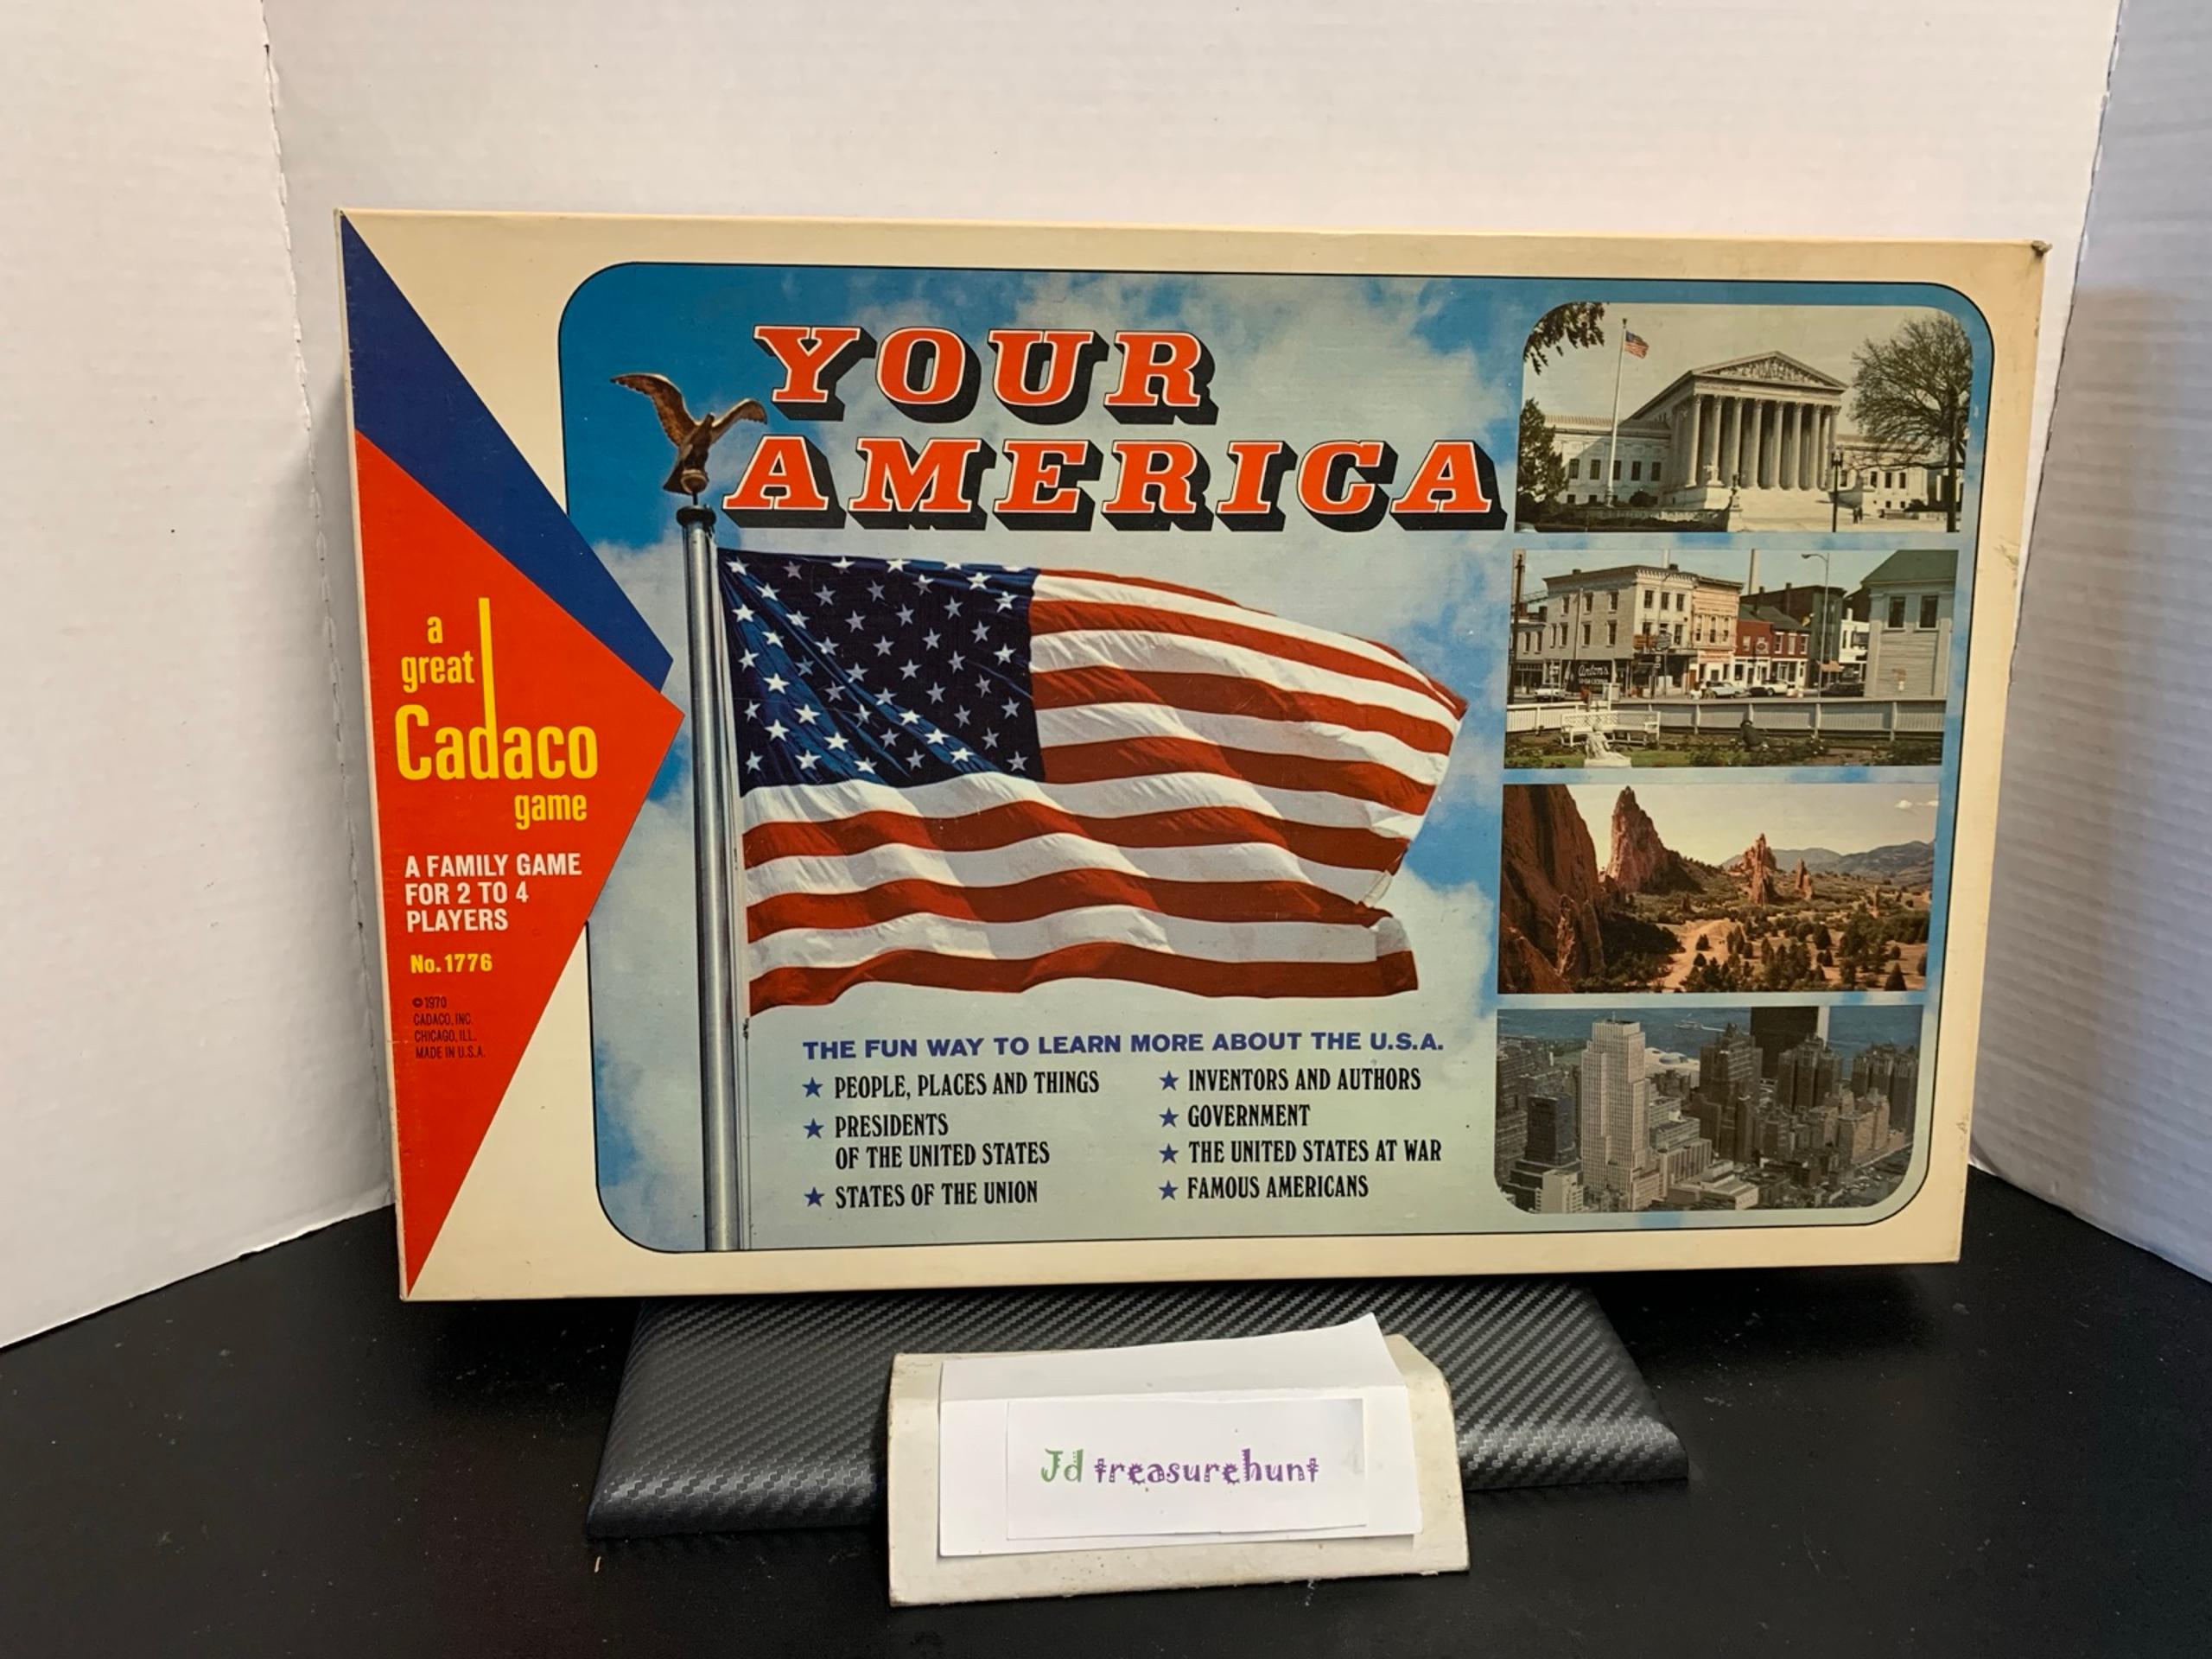 YOUR
AMERICA
a
great
Cadaco
game
A FAMILY GAME
FOR 2 TO 4
PLAYERS
No. 1776
© 1970
CADACO, INC.
CHICAGO, ILL.
MADE IN U.S.A.
THE FUN WAY TO LEARN MORE ABOUT THE U.S.A.
★ PEOPLE, PLACES AND THINGS
★ PRESIDENTS
OF THE UNITED STATES
★ STATES OF THE UNION
★ INVENTORS AND AUTHORS
★ GOVERNMENT
★ THE UNITED STATES AT WAR
★ FAMOUS AMERICANS
Anton's
Jd treasurehunt